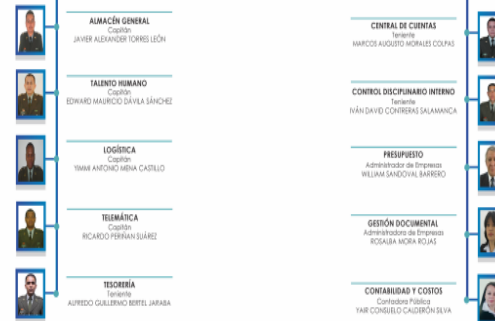 ALMACÉN GENERAL
Capitán
JAVIER ALEXANDER TORRES LEÓN
TALENTO HUMANO
Capitán
EDWARD MAURICIO DÁVILA SÁNCHEZ
LOGÍSTICA
Capitán
YIMMI ANTONIO MENA CASTILLO
TELEMÁTICA
Capitán
RICARDO PERIÑAN SUÁREZ
TESORERÍA
Teniente
ALFREDO GUILLERMO BERTEL JARABA
CENTRAL DE CUENTAS
Teniente
MARCOS AUGUSTO MORALES COLPAS
CONTROL DISCIPLINARIO INTERNO
Teniente
IVÁN DAVID CONTRERAS SALAMANCA
PRESUPUESTO
Administrador de Empresas
WILLIAM SANDOVAL BARRERO
GESTIÓN DOCUMENTAL
Administradora de Empresas
ROSALBA MORA ROJAS
CONTABILIDAD Y COSTOS
Contadora Pública
YAIR CONSUELO CALDERÓN SILVA